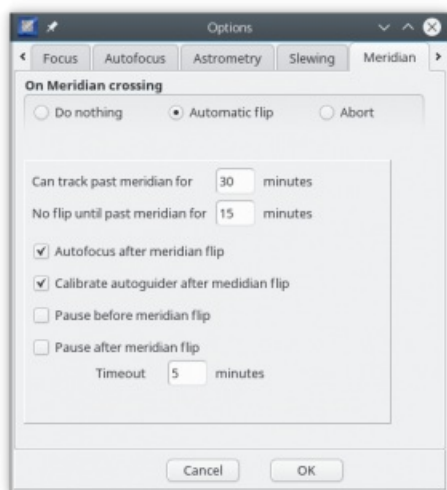 Options
Focus Autofocus Astrometry Slewing Meridian
On Meridian crossing
Do nothing Automatic flip Abort
Can track past meridian for 30 minutes
No flip until past meridian for 15 minutes
Autofocus after meridian flip
Calibrate autoguider after medidian flip
Pause before meridian flip
Pause after meridian flip
Timeout 5 minutes
Cancel OK